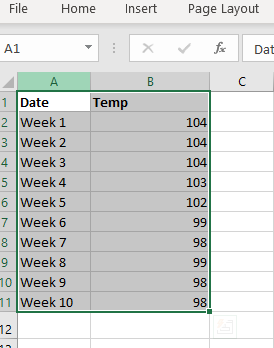 File Home Insert Page Layout
A1 fx Dat
A B C
1 Date Temp
2 Week 1 104
3 Week 2 104
4 Week 3 104
5 Week 4 103
6 Week 5 102
7 Week 6 99
8 Week 7 98
9 Week 8 99
10 Week 9 98
11 Week 10 98
12
13